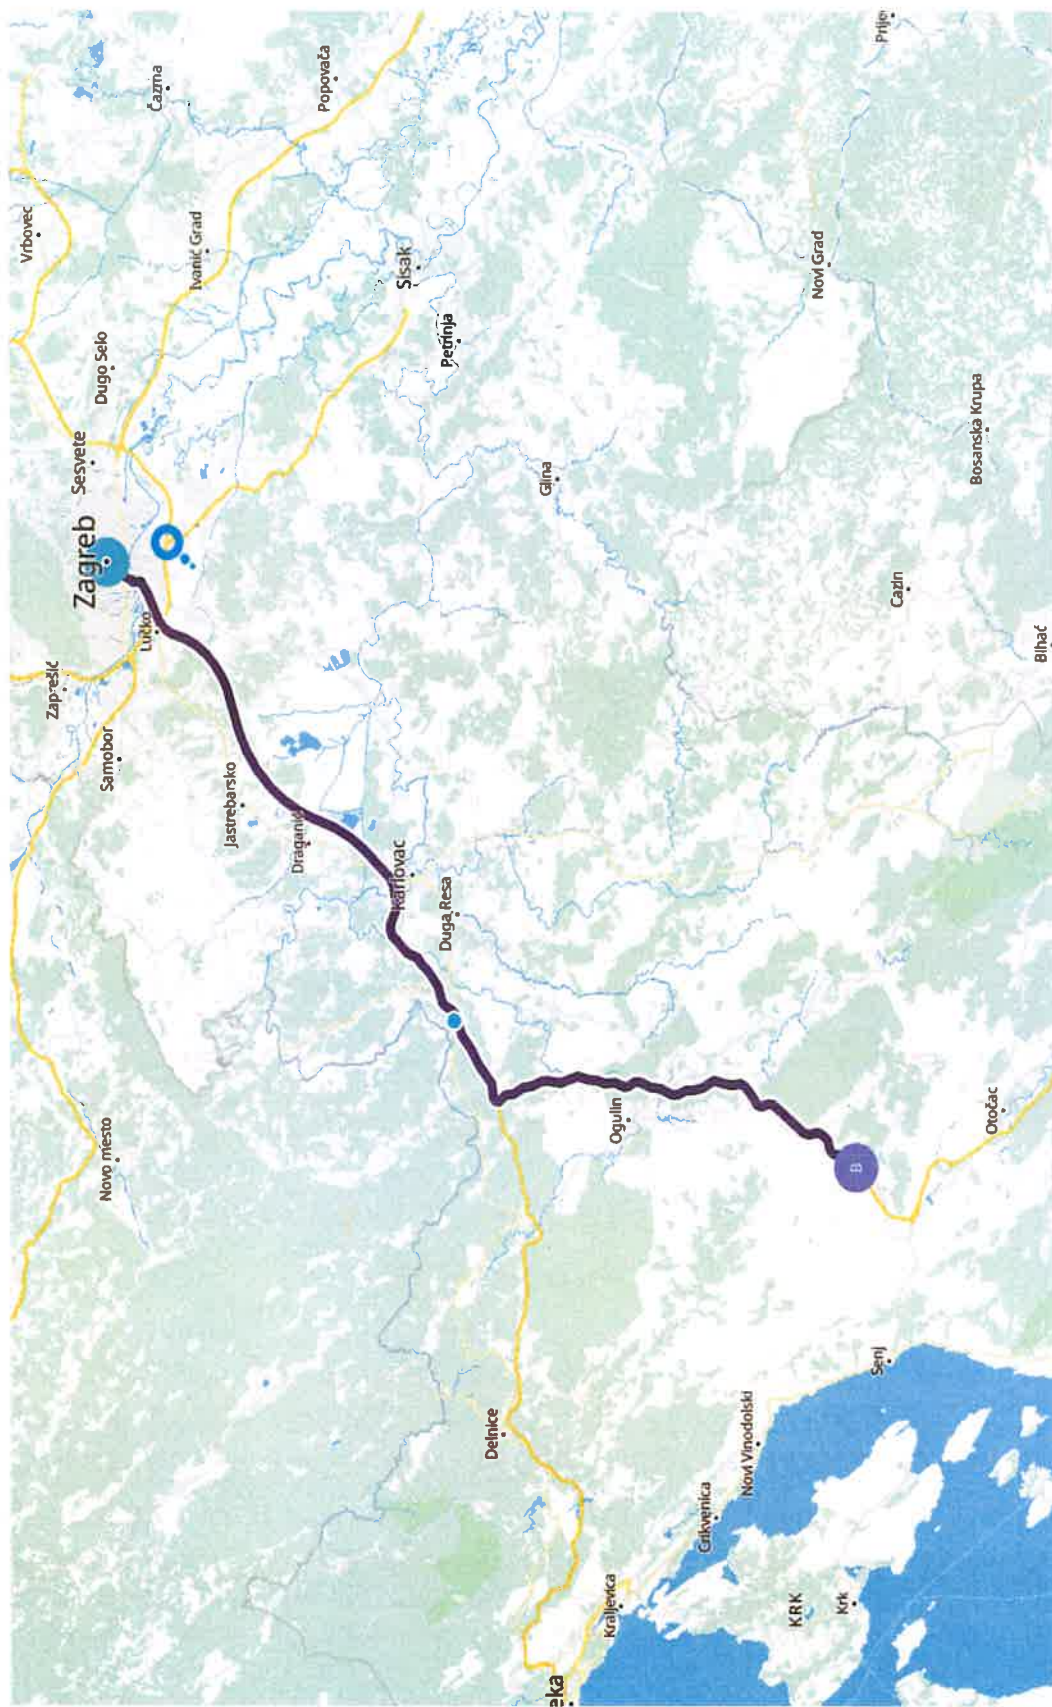 Vrbovec
Zaprešić
Sesvete
Zagreb
Dugo Selo
Samobor
Novo mesto
Lučko
Čazma
Ivanić Grad
Jastrebarsko
Draganić
Popovača
Karlovac
Sisak
Duga Resa
Petrinja
Delnice
Glina
eka
Kraljevica
Ogulin
Crikvenica
Novi Vinodolski
KRK
Novi Grad
Krk
B
Senj
Prije
Cazin
Bosanska Krupa
Otočac
Bihać